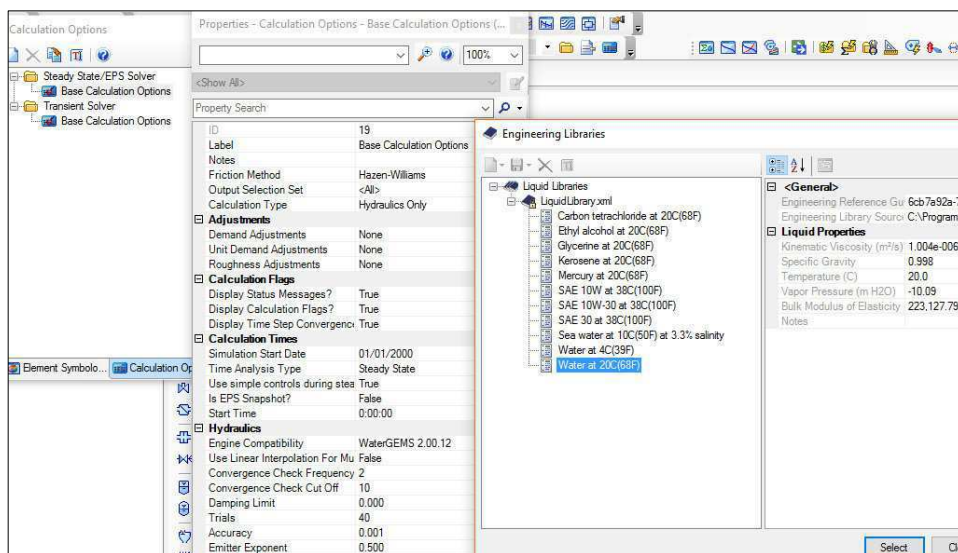 Calculation Options
Steady State/EPS Solver
Base Calculation Options
Transient Solver
Base Calculation Options
Element Symbolo...
Calculation Op
Properties - Calculation Options - Base Calculation Options (...
100%
<Show All>
Property Search
ID 19
Label Base Calculation Options
Notes
Friction Method Hazen-Williams
Output Selection Set <All>
Calculation Type Hydraulics Only
Adjustments
Demand Adjustments None
Unit Demand Adjustments None
Roughness Adjustments None
Calculation Flags
Display Status Messages? True
Display Calculation Flags? True
Display Time Step Convergenc True
Calculation Times
Simulation Start Date 01/01/2000
Time Analysis Type Steady State
Use simple controls during stea True
Is EPS Snapshot? False
Start Time 0:00:00
Hydraulics
Engine Compatibility WaterGEMS 2.00.12
Use Linear Interpolation For Mu False
Convergence Check Frequency 2
Convergence Check Cut Off 10
Damping Limit 0.000
Trials 40
Accuracy 0.001
Emitter Exponent 0.500
Engineering Libraries
Liquid Libraries
LiquidLibrary.xml
Carbon tetrachloride at 20C(68F)
Ethyl alcohol at 20C(68F)
Glycerine at 20C(68F)
Kerosene at 20C(68F)
Mercury at 20C(68F)
SAE 10W at 38C(100F)
SAE 10W-30 at 38C(100F)
SAE 30 at 38C(100F)
Sea water at 10C(50F) at 3.3% salinity
Water at 4C(39F)
Water at 20C(68F)
<General>
Engineering Reference Gu 6cb7a92a-7
Engineering Library Sourc C:\Program
Liquid Properties
Kinematic Viscosity (m²/s) 1.004e-006
Specific Gravity 0.998
Temperature (C) 20.0
Vapor Pressure (m H2O) -10.09
Bulk Modulus of Elasticity 223,127.79
Notes
Select